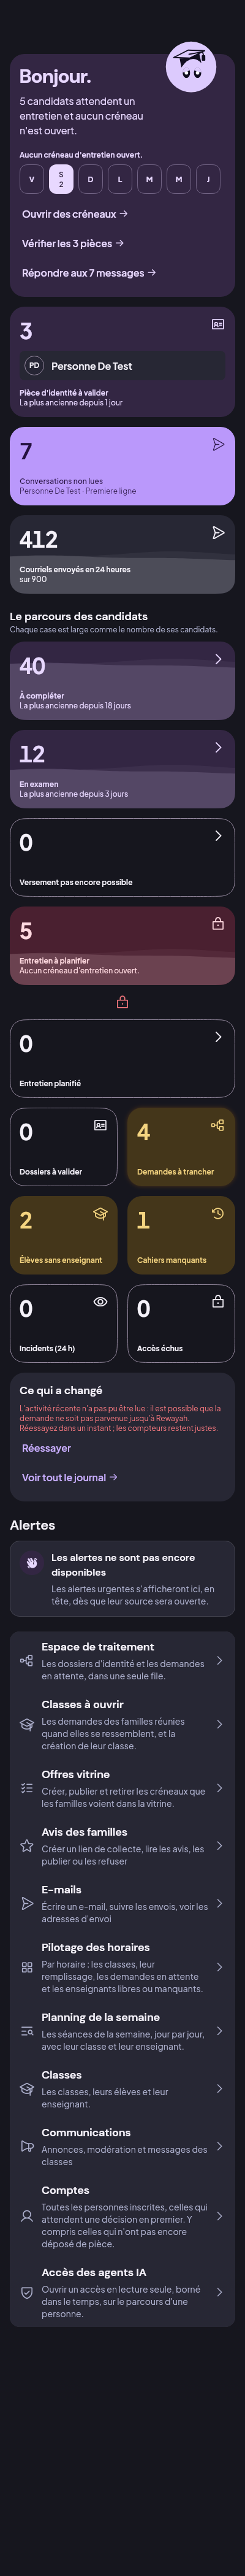 Bonjour.
5 candidats attendent un
entretien et aucun créneau
n'est ouvert.
Aucun créneau d'entretien ouvert.
V
S
2
D
L
M
M
J
Ouvrir des créneaux →
Vérifier les 3 pièces →
Répondre aux 7 messages →
3
PD
Personne De Test
Pièce d'identité à valider
La plus ancienne depuis 1 jour
7
Conversations non lues
Personne De Test · Premiere ligne
412
Courriels envoyés en 24 heures
sur 900
Le parcours des candidats
Chaque case est large comme le nombre de ses candidats.
40
À compléter
La plus ancienne depuis 18 jours
12
En examen
La plus ancienne depuis 3 jours
0
Versement pas encore possible
5
Entretien à planifier
Aucun créneau d'entretien ouvert.
0
Entretien planifié
0
Dossiers à valider
4
Demandes à trancher
2
Élèves sans enseignant
1
Cahiers manquants
0
Incidents (24 h)
0
Accès échus
Ce qui a changé
L'activité récente n'a pas pu être lue : il est possible que la
demande ne soit pas parvenue jusqu'à Rewayah.
Réessayez dans un instant ; les compteurs restent justes.
Réessayer
Voir tout le journal →
Alertes
Les alertes ne sont pas encore
disponibles
Les alertes urgentes s'afficheront ici, en
tête, dès que leur source sera ouverte.
Espace de traitement
Les dossiers d'identité et les demandes
en attente, dans une seule file.
Classes à ouvrir
Les demandes des familles réunies
quand elles se ressemblent, et la
création de leur classe.
Offres vitrine
Créer, publier et retirer les créneaux que
les familles voient dans la vitrine.
Avis des familles
Créer un lien de collecte, lire les avis, les
publier ou les refuser
E-mails
Écrire un e-mail, suivre les envois, voir les
adresses d'envoi
Pilotage des horaires
Par horaire : les classes, leur
remplissage, les demandes en attente
et les enseignants libres ou manquants.
Planning de la semaine
Les séances de la semaine, jour par jour,
avec leur classe et leur enseignant.
Classes
Les classes, leurs élèves et leur
enseignant.
Communications
Annonces, modération et messages des
classes
Comptes
Toutes les personnes inscrites, celles qui
attendent une décision en premier. Y
compris celles qui n'ont pas encore
déposé de pièce.
Accès des agents IA
Ouvrir un accès en lecture seule, borné
dans le temps, sur le parcours d'une
personne.